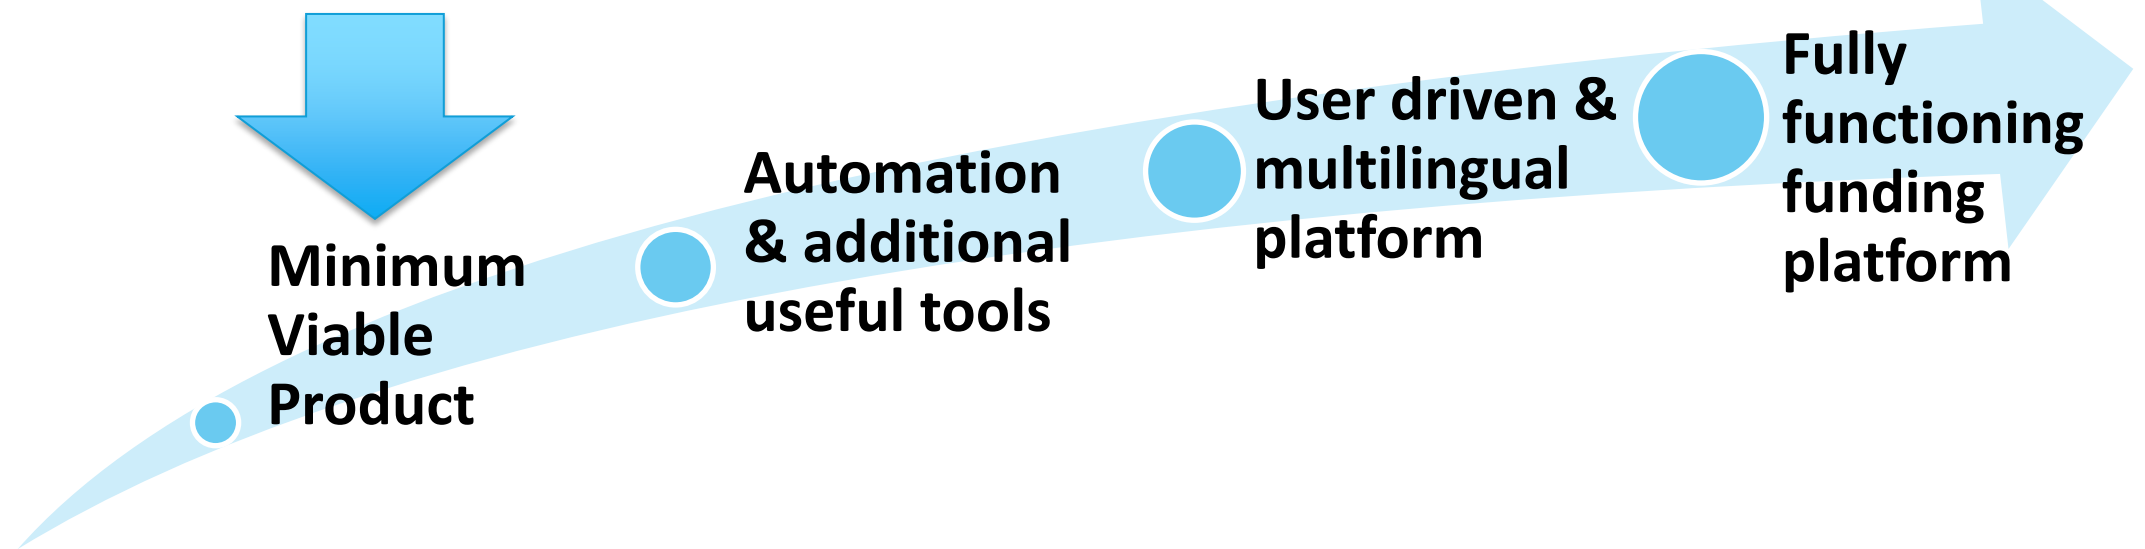 Minimum
Viable
Product
Automation
& additional
useful tools
User driven &
multilingual
platform
Fully
functioning
funding
platform